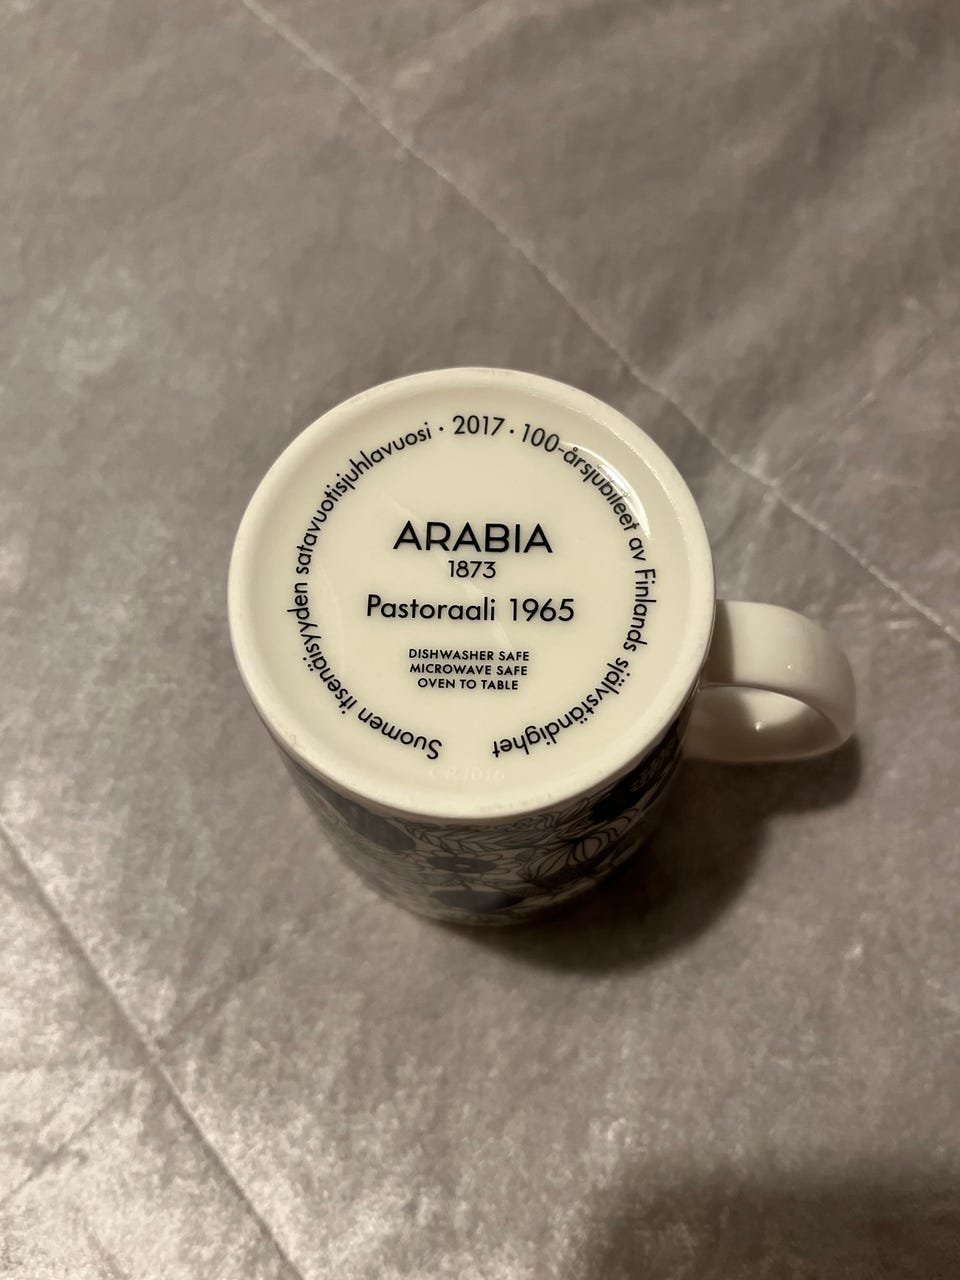 Suomen itsenäisyyden satavuotisjuhlavuosi · 2017 · 100-årsjubileet av Finlands självständighet
ARABIA
1873
Pastoraali 1965
DISHWASHER SAFE
MICROWAVE SAFE
OVEN TO TABLE